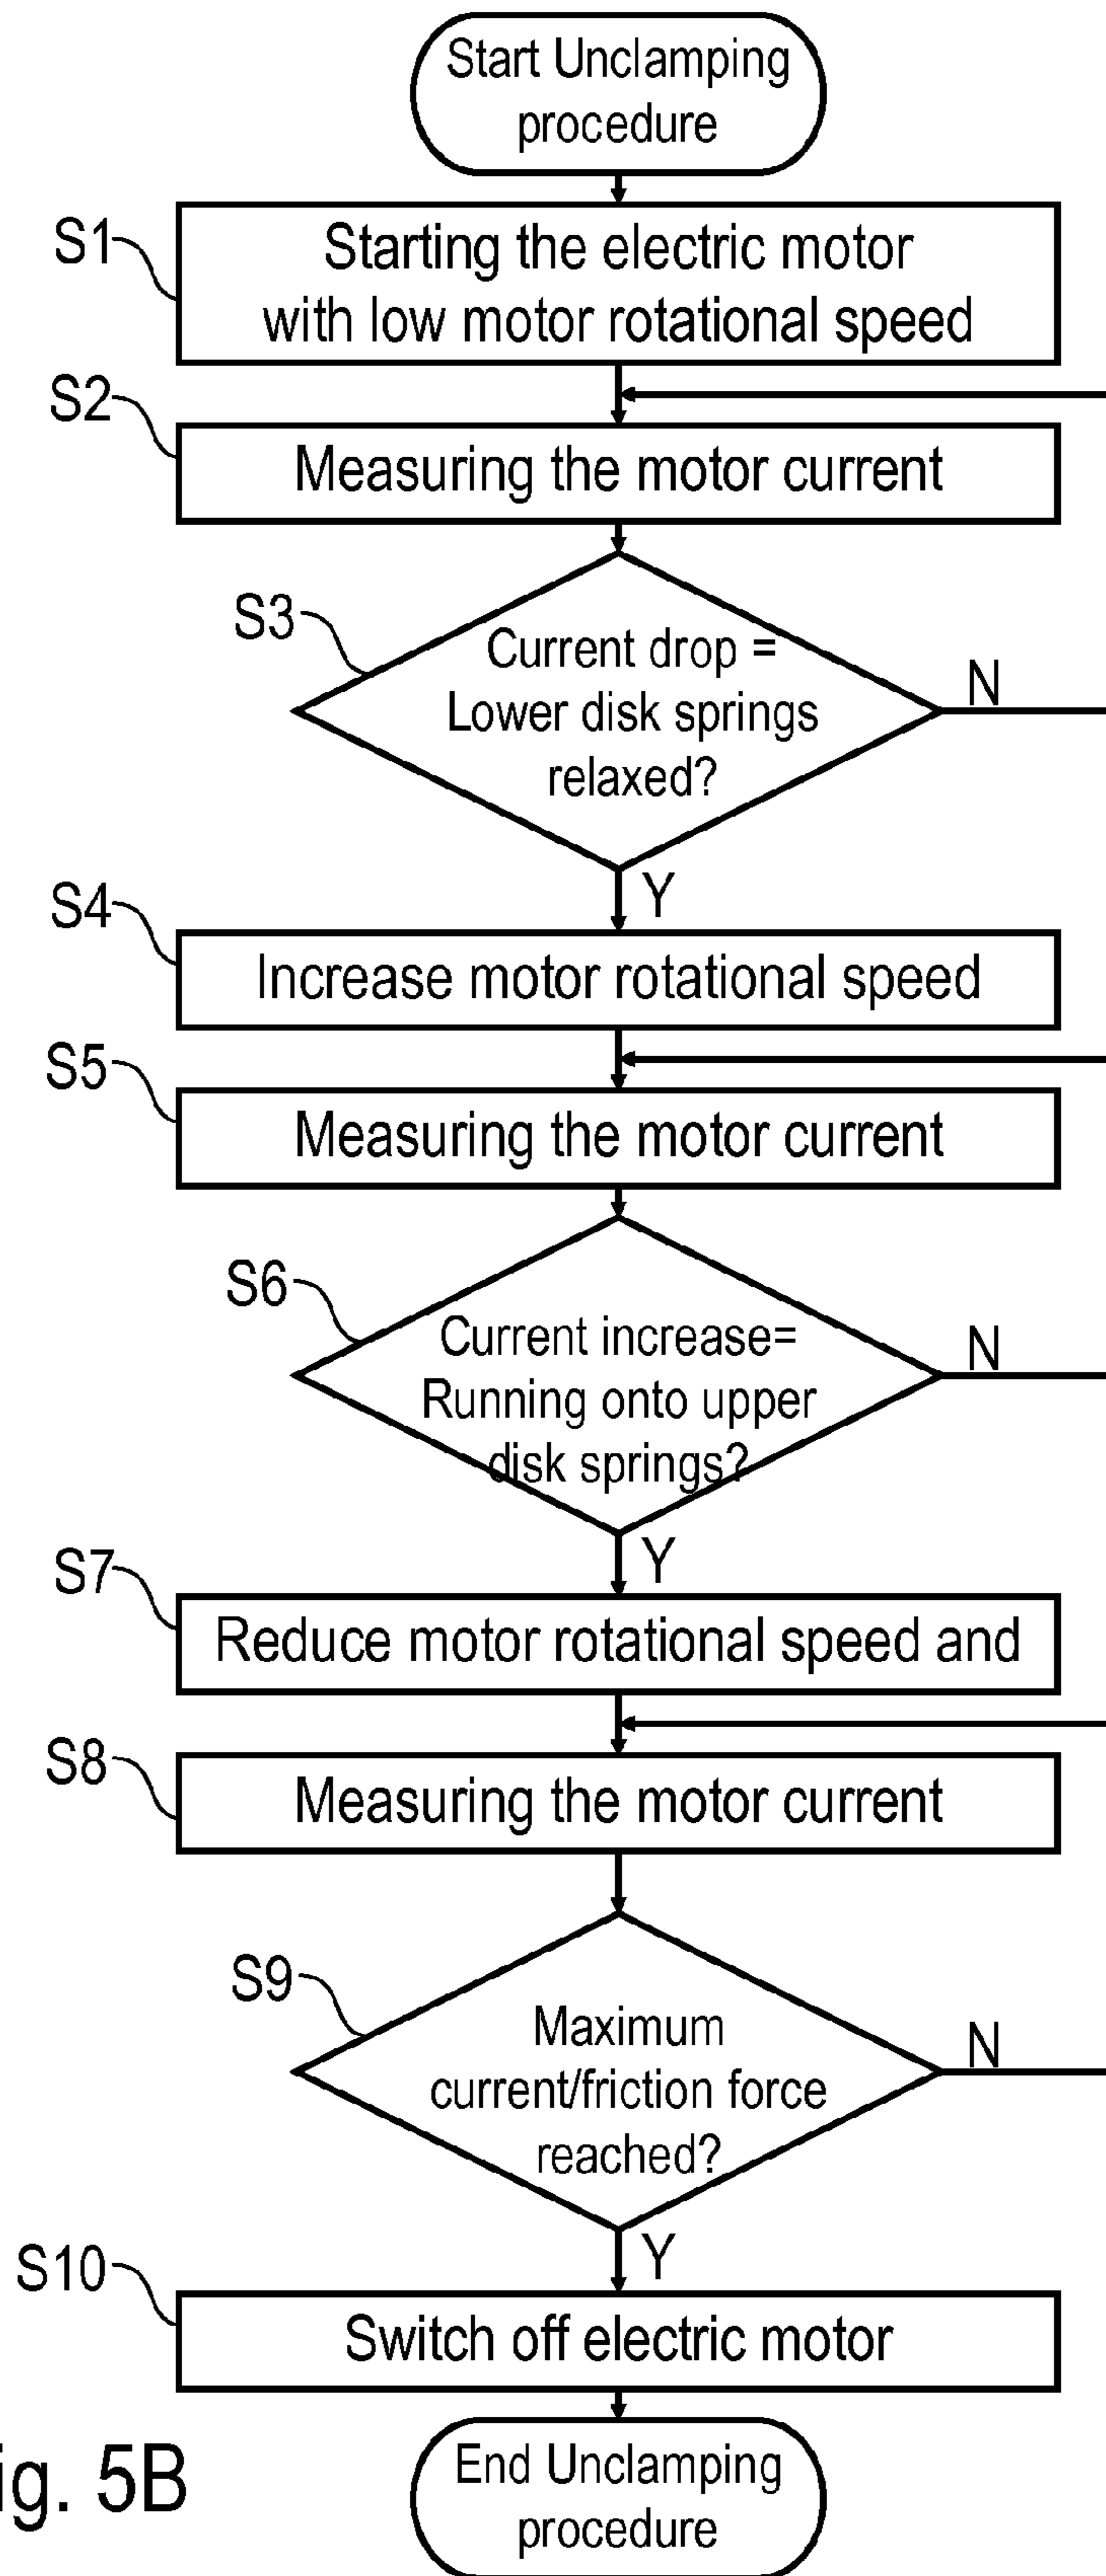 Start Unclamping
procedure
S1
Starting the electric motor
with low motor rotational speed
S2
Measuring the motor current
S3
Current drop =
Lower disk springs
relaxed?
N
Y
S4
Increase motor rotational speed
S5
Measuring the motor current
S6
Current increase=
Running onto upper
disk springs?
N
Y
S7
Reduce motor rotational speed and
S8
Measuring the motor current
S9
Maximum
current/friction force
reached?
N
Y
S10
Switch off electric motor
End Unclamping
procedure
ig. 5B